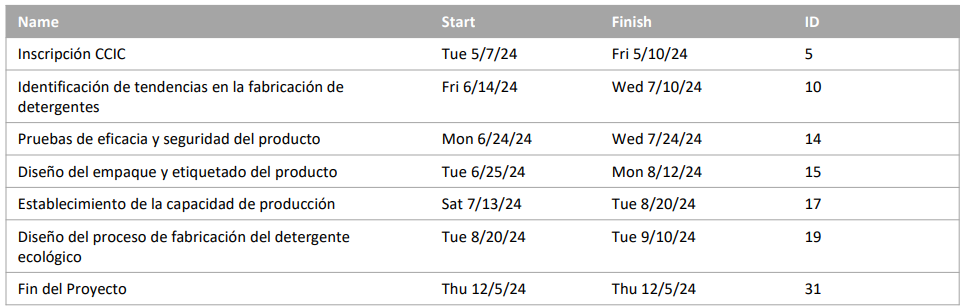 Name Start Finish ID
Inscripción CCIC Tue 5/7/24 Fri 5/10/24 5
Identificación de tendencias en la fabricación de Fri 6/14/24 Wed 7/10/24 10
detergentes
Pruebas de eficacia y seguridad del producto Mon 6/24/24 Wed 7/24/24 14
Diseño del empaque y etiquetado del producto Tue 6/25/24 Mon 8/12/24 15
Establecimiento de la capacidad de producción Sat 7/13/24 Tue 8/20/24 17
Diseño del proceso de fabricación del detergente Tue 8/20/24 Tue 9/10/24 19
ecológico
Fin del Proyecto Thu 12/5/24 Thu 12/5/24 31